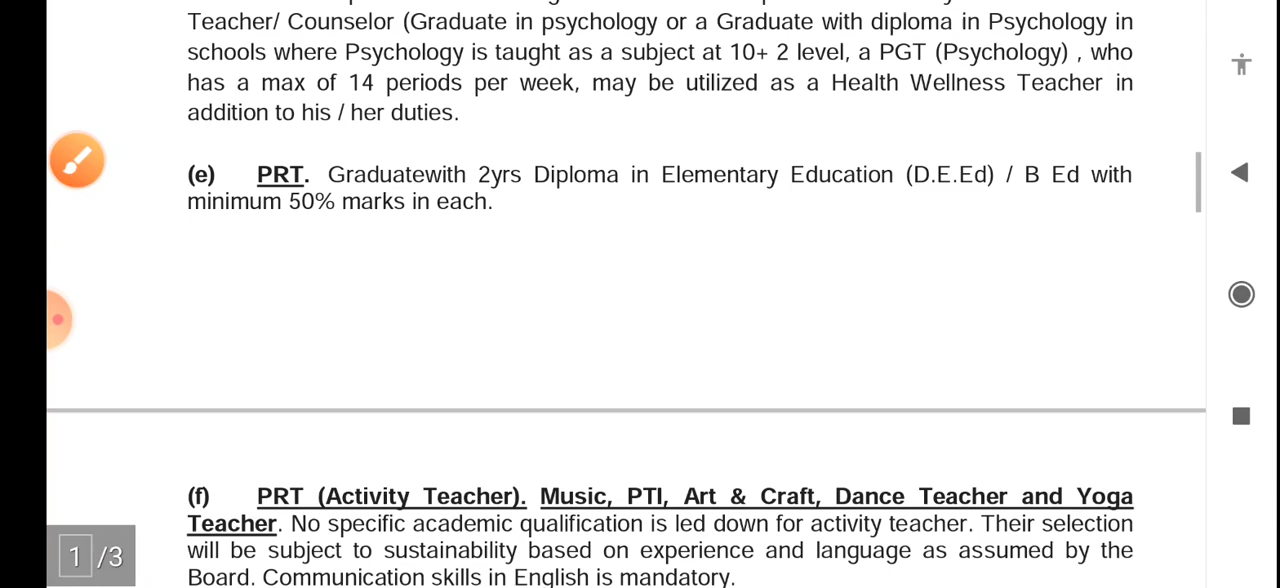 Teacher/ Counselor (Graduate in psychology or a Graduate with diploma in Psychology in
schools where Psychology is taught as a subject at 10+ 2 level, a PGT (Psychology) , who
has a max of 14 periods per week, may be utilized as a Health Wellness Teacher in
addition to his / her duties.
(e) PRT. Graduatewith 2yrs Diploma in Elementary Education (D.E.Ed) / B Ed with
minimum 50% marks in each.
(f) PRT (Activity Teacher). Music, PTI, Art & Craft, Dance Teacher and Yoga
Teacher. No specific academic qualification is led down for activity teacher. Their selection
will be subject to sustainability based on experience and language as assumed by the
Board. Communication skills in English is mandatory.
1 /3